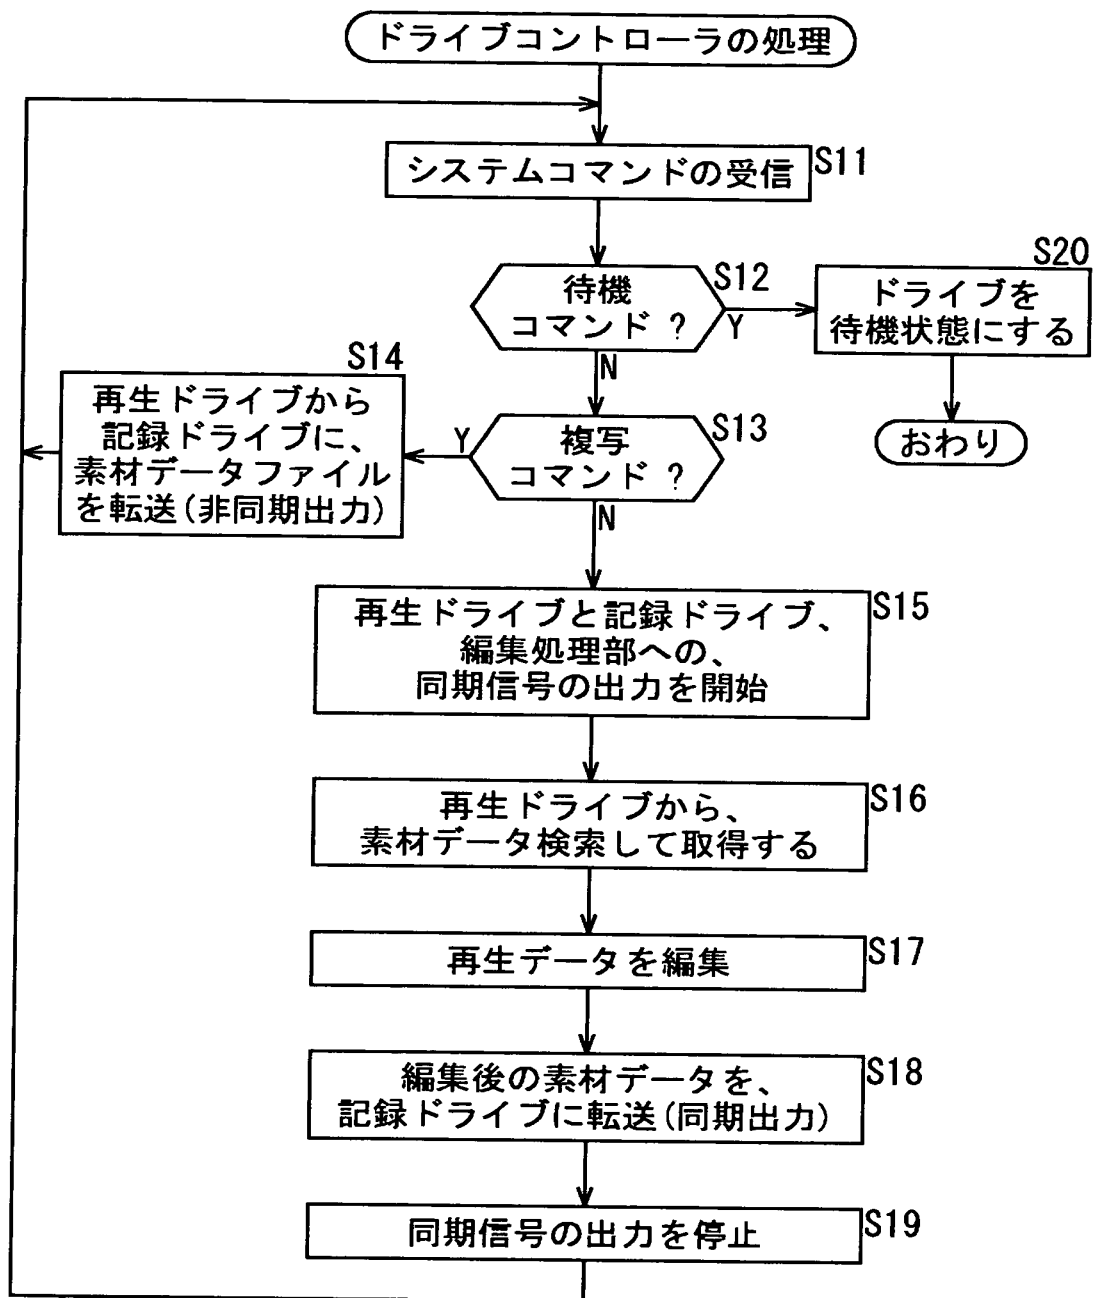 ドライブコントローラの処理
システムコマンドの受信
S11
待機
コマンド ?
S12
Y
N
S20
ドライブを
待機状態にする
おわり
複写
コマンド ?
S13
Y
N
S14
再生ドライブから
記録ドライブに、
素材データファイル
を転送(非同期出力)
再生ドライブと記録ドライブ、
編集処理部への、
同期信号の出力を開始
S15
再生ドライブから、
素材データ検索して取得する
S16
再生データを編集
S17
編集後の素材データを、
記録ドライブに転送(同期出力)
S18
同期信号の出力を停止
S19